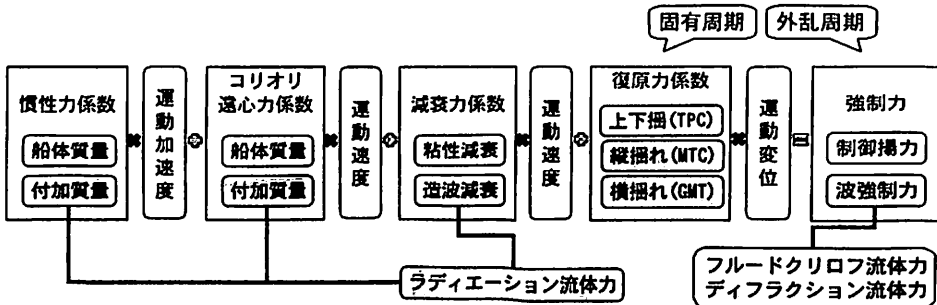 固有周期
外乱周期
慣性力係数
船体質量
付加質量
運動加速度
コリオリ
遠心力係数
船体質量
付加質量
運動速度
減衰力係数
粘性減衰
造波減衰
運動速度
復原力係数
上下揺(TPC)
縦揺れ(MTC)
横揺れ(GMT)
運動変位
強制力
制御揚力
波強制力
ラディエーション流体力
フルードクリロフ流体力
ディフラクション流体力